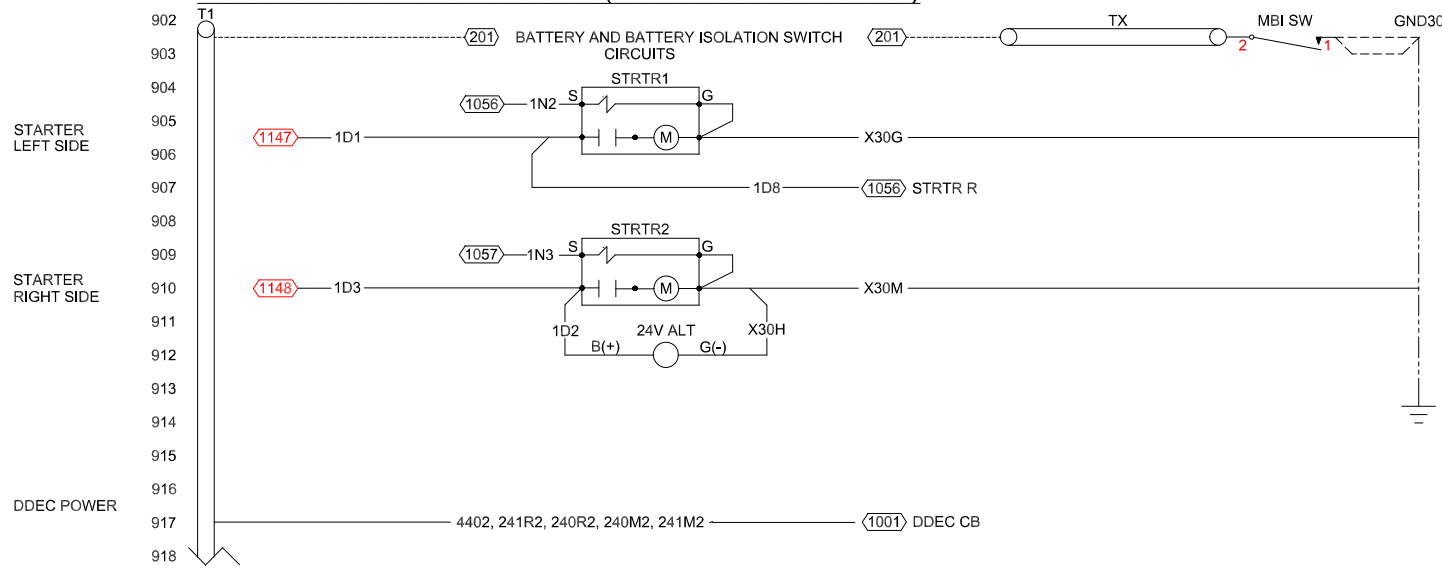 902 T1 TX MBI SW GND30
201 BATTERY AND BATTERY ISOLATION SWITCH 201
CIRCUITS
2 1
903
904
STRTR1
1056 1N2 S G
905
STARTER
LEFT SIDE
1147 1D1 M X30G
906
907 1D8 1056 STRTR R
908
STRTR2
909 1057 1N3 S G
STARTER
RIGHT SIDE
910 1148 1D3 M X30M
911
1D2 24V ALT X30H
912 B(+) G(-)
913
914
915
916
DDEC POWER
917 4402, 241R2, 240R2, 240M2, 241M2 1001 DDEC CB
918